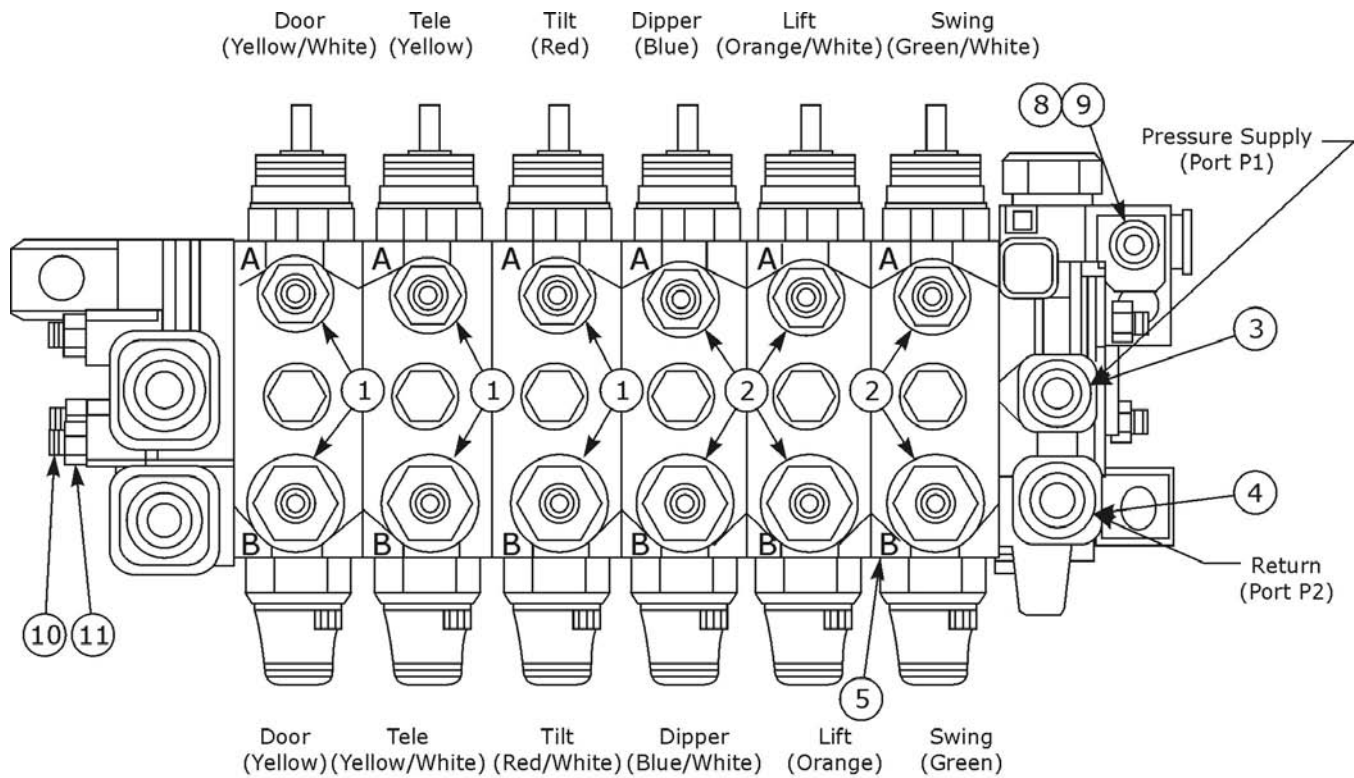 Door Tele Tilt Dipper Lift Swing
(Yellow/White) (Yellow) (Red) (Blue) (Orange/White) (Green/White)
8 9
Pressure Supply
(Port P1)
A A A A A A
3
1 1 1 2 2
4
B B B B B B
Return
(Port P2)
10 11
5
Door Tele Tilt Dipper Lift Swing
(Yellow) (Yellow/White) (Red/White) (Blue/White) (Orange) (Green)